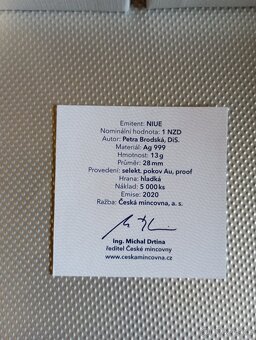 Emitent: NIUE
Nominální hodnota: 1 NZD
Autor: Petra Brodská, DiS.
Materiál: Ag 999
Hmotnost: 13 g
Průměr: 28 mm
Provedení: selekt. pokov Au, proof
Hrana: hladká
Náklad: 5 000 ks
Emise: 2020
Ražba: Česká mincovna, a. s.
Ing. Michal Drtina
ředitel České mincovny
www.ceskamincovna.cz